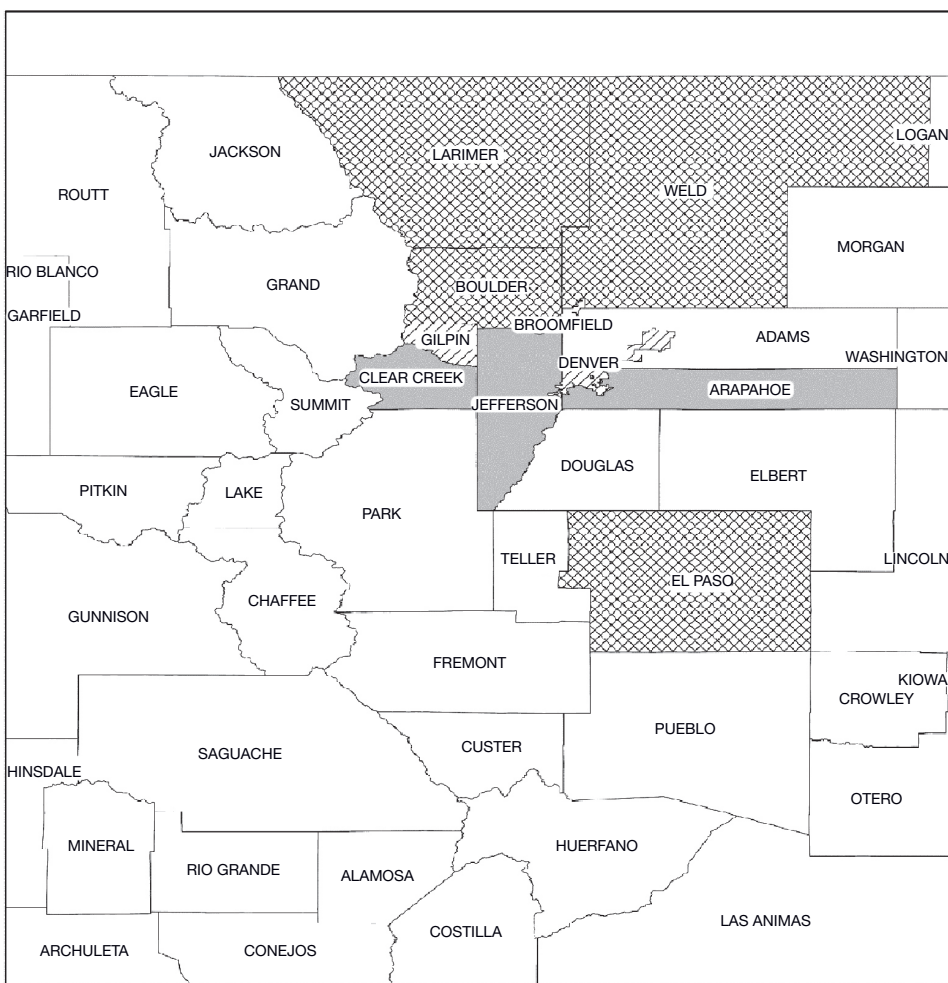 LOGAN
JACKSON
LARIMER
WELD
ROUTT
MORGAN
RIO BLANCO
GRAND
BOULDER
GARFIELD
BROOMFIELD
GILPIN
ADAMS
DENVER
WASHINGTON
CLEAR CREEK
EAGLE
ARAPAHOE
SUMMIT
JEFFERSON
DOUGLAS
ELBERT
PITKIN
LAKE
PARK
TELLER
LINCOLN
EL PASO
CHAFFEE
GUNNISON
FREMONT
KIOWA
CROWLEY
PUEBLO
CUSTER
SAGUACHE
HINSDALE
OTERO
MINERAL
HUERFANO
RIO GRANDE
ALAMOSA
LAS ANIMAS
COSTILLA
ARCHULETA
CONEJOS